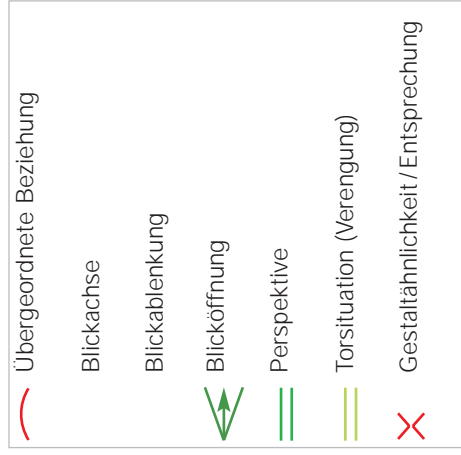 Übergeordnete Beziehung
Blickachse
Blickablenkung
Blicköffnung
Perspektive
Torsituation (Verengung)
Gestaltähnlichkeit / Entsprechung